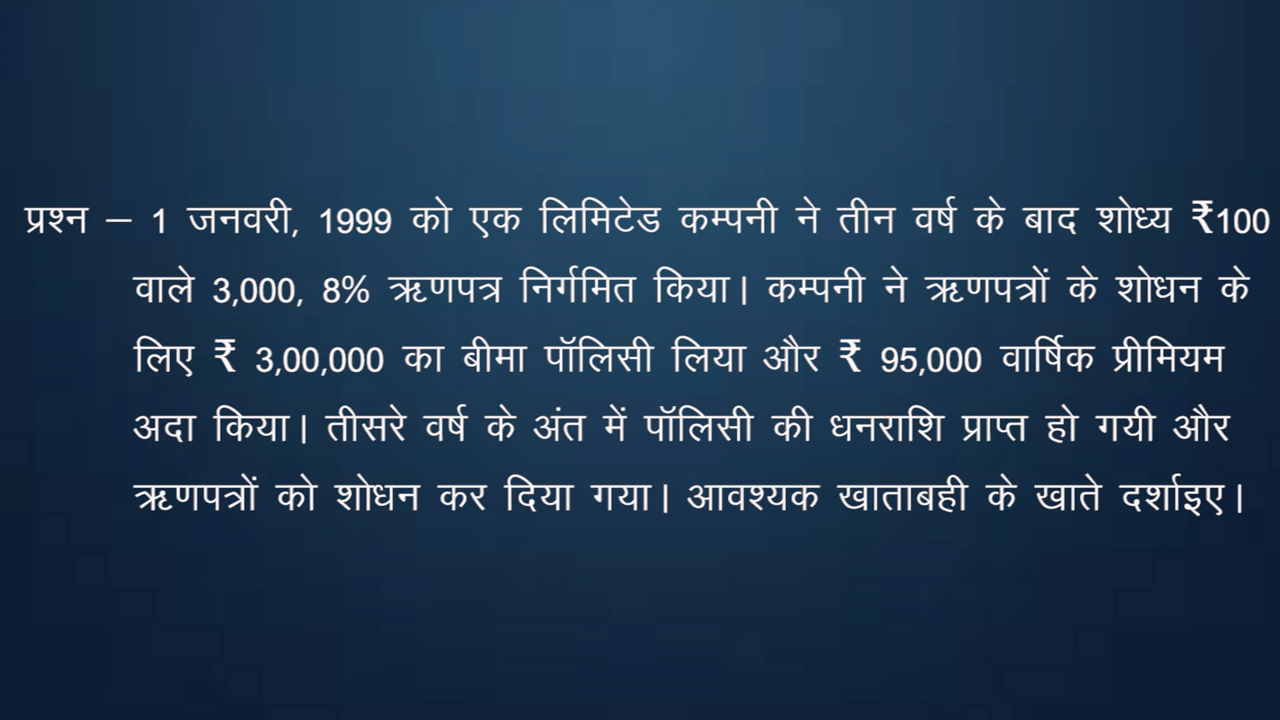 प्रश्न – 1 जनवरी, 1999 को एक लिमिटेड कम्पनी ने तीन वर्ष के बाद शोध्य ₹100
वाले 3,000, 8% ऋणपत्र निर्गमित किया। कम्पनी ने ऋणपत्रों के शोधन के
लिए ₹ 3,00,000 का बीमा पॉलिसी लिया और ₹ 95,000 वार्षिक प्रीमियम
अदा किया। तीसरे वर्ष के अंत में पॉलिसी की धनराशि प्राप्त हो गयी और
ऋणपत्रों को शोधन कर दिया गया। आवश्यक खाताबही के खाते दर्शाइए।